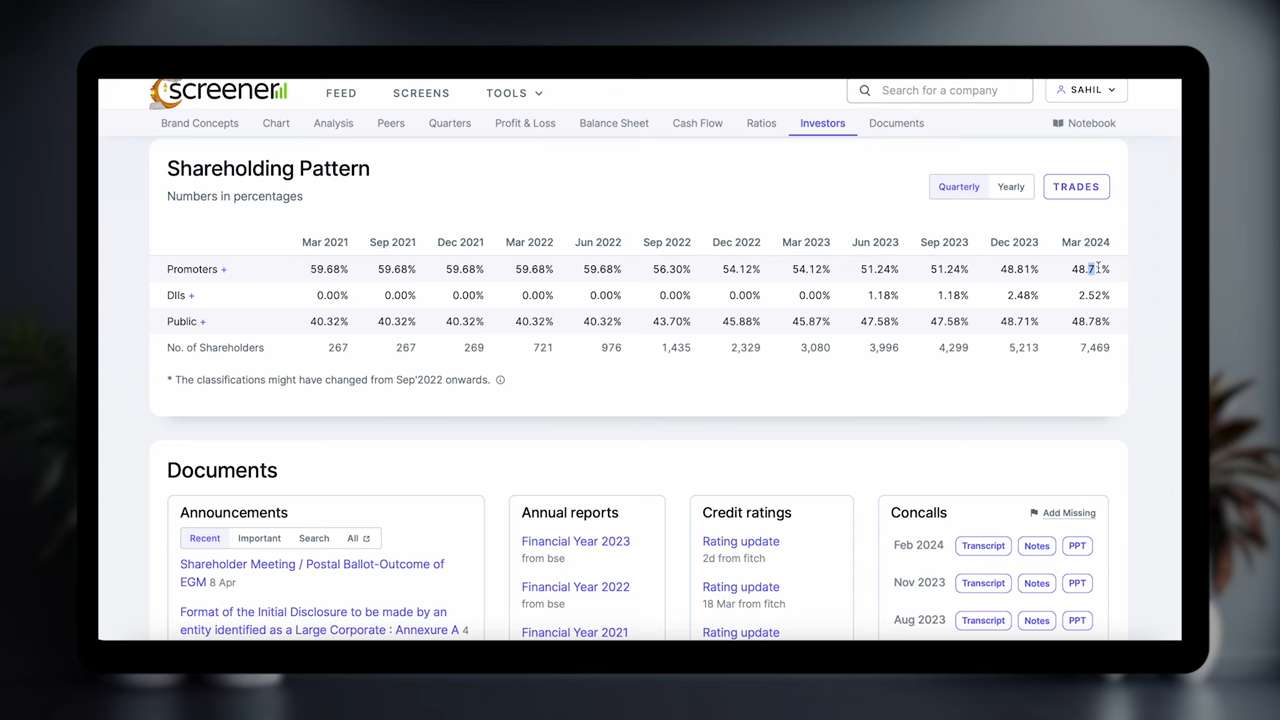 screener FEED SCREENS TOOLS Search for a company SAHIL
Brand Concepts Chart Analysis Peers Quarters Profit & Loss Balance Sheet Cash Flow Ratios Investors Documents Notebook
Shareholding Pattern
Numbers in percentages
Quarterly Yearly TRADES
Mar 2021 Sep 2021 Dec 2021 Mar 2022 Jun 2022 Sep 2022 Dec 2022 Mar 2023 Jun 2023 Sep 2023 Dec 2023 Mar 2024
Promoters + 59.68% 59.68% 59.68% 59.68% 59.68% 56.30% 54.12% 54.12% 51.24% 51.24% 48.81%
DIIs + 0.00% 0.00% 0.00% 0.00% 0.00% 0.00% 0.00% 0.00% 1.18% 1.18% 2.48% 2.52%
Public + 40.32% 40.32% 40.32% 40.32% 40.32% 43.70% 45.88% 45.87% 47.58% 47.58% 48.71% 48.78%
No. of Shareholders 267 267 269 721 976 1,435 2,329 3,080 3,996 4,299 5,213 7,469
* The classifications might have changed from Sep'2022 onwards.
Documents
Announcements
Recent Important Search All
Shareholder Meeting / Postal Ballot-Outcome of
EGM 8 Apr
Format of the Initial Disclosure to be made by an
entity identified as a Large Corporate : Annexure A 4
Annual reports
Financial Year 2023
from bse
Financial Year 2022
from bse
Financial Year 2021
Credit ratings
Rating update
2d from fitch
Rating update
18 Mar from fitch
Rating update
Concalls Add Missing
Feb 2024 Transcript Notes PPT
Nov 2023 Transcript Notes PPT
Aug 2023 Transcript Notes PPT